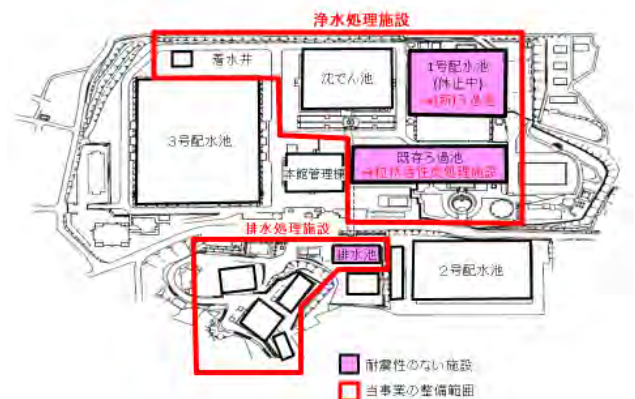 浄水処理施設
着水井
沈でん池
1号配水池
(休止中)
⇒新ろ過池
3号配水池
既存ろ過池
⇒粒状活性炭処理施設
本館管理棟
排水処理施設
排水池
2号配水池
耐震性のない施設
当事業の整備範囲